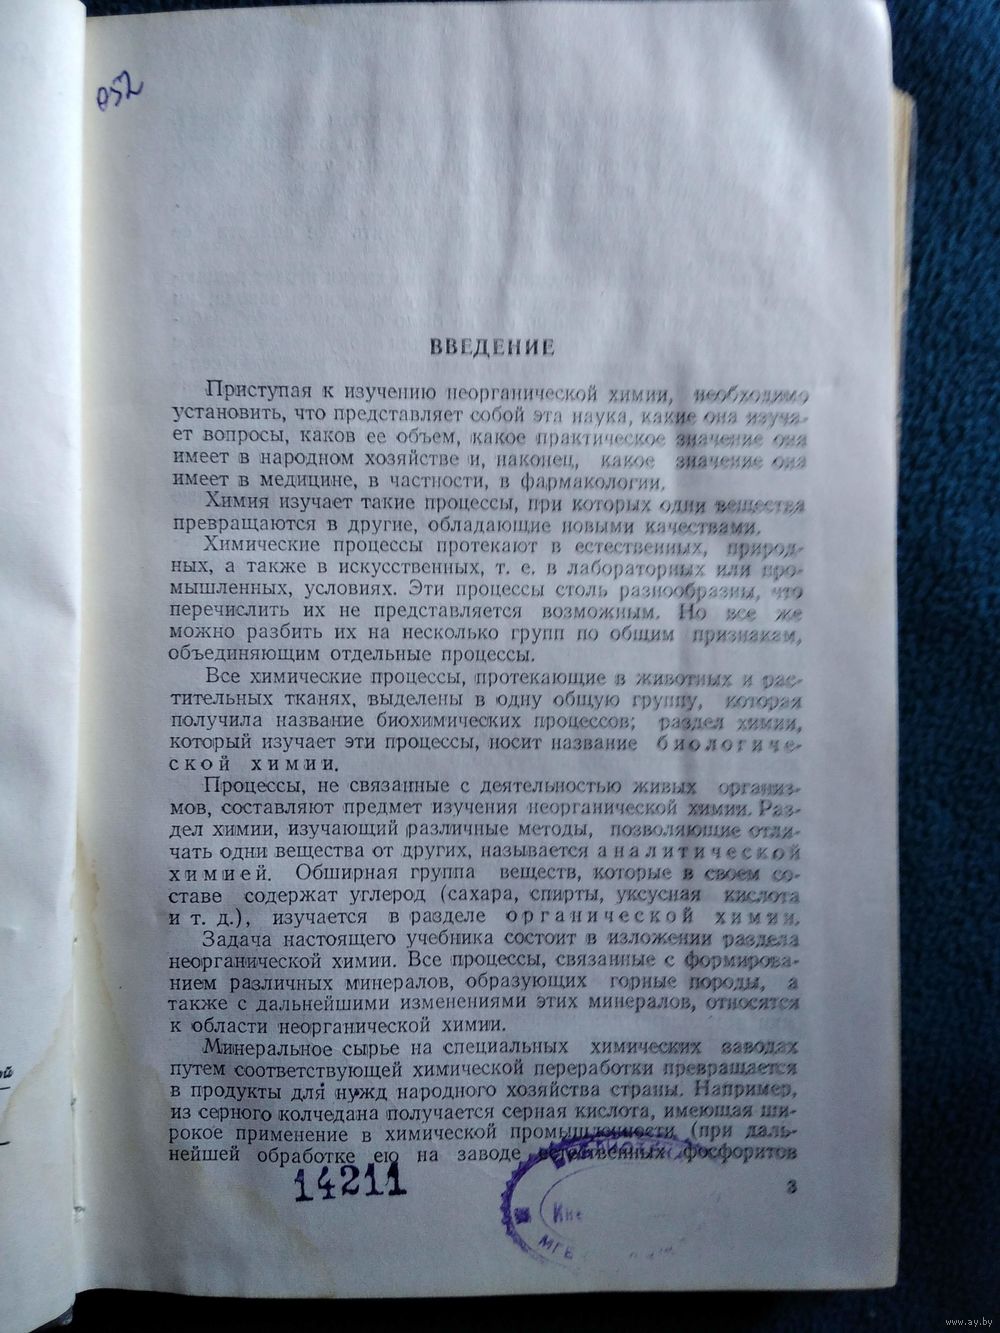 052
ВВЕДЕНИЕ
Приступая к изучению неорганической химии, необходимо
установить, что представляет собой эта наука, какие она изуча-
ет вопросы, каков ее объем, какое практическое значение она
имеет в народном хозяйстве и, наконец, какое значение она
имеет в медицине, в частности, в фармакологии.
Химия изучает такие процессы, при которых одни вещества
превращаются в другие, обладающие новыми качествами.
Химические процессы протекают в естественных, природ-
ных, а также в искусственных, т. е. в лабораторных или про-
мышленных, условиях. Эти процессы столь разнообразны, что
перечислить их не представляется возможным. Но все же
можно разбить их на несколько групп по общим признакам,
объединяющим отдельные процессы.
Все химические процессы, протекающие в животных и рас-
тительных тканях, выделены в одну общую группу, которая
получила название биохимических процессов; раздел химии,
который изучает эти процессы, носит название биологиче-
ской химии.
Процессы, не связанные с деятельностью живых организ-
мов, составляют предмет изучения неорганической химии. Раз-
дел химии, изучающий различные методы, позволяющие отли-
чать одни вещества от других, называется аналитической
химией. Обширная группа веществ, которые в своем со-
ставе содержат углерод (сахара, спирты, уксусная кислота
и т. д.), изучается в разделе органической химии.
Задача настоящего учебника состоит в изложении раздела
неорганической химии. Все процессы, связанные с формирова-
нием различных минералов, образующих горные породы, а
также с дальнейшими изменениями этих минералов, относятся
к области неорганической химии.
Минеральное сырье на специальных химических заводах
путем соответствующей химической переработки превращается
в продукты для нужд народного хозяйства страны. Например,
из серного колчедана получается серная кислота, имеющая ши-
рокое применение в химической промышленности (при даль-
нейшей обработке ею на заводе естественных фосфоритов
14211
3
www.ay.by